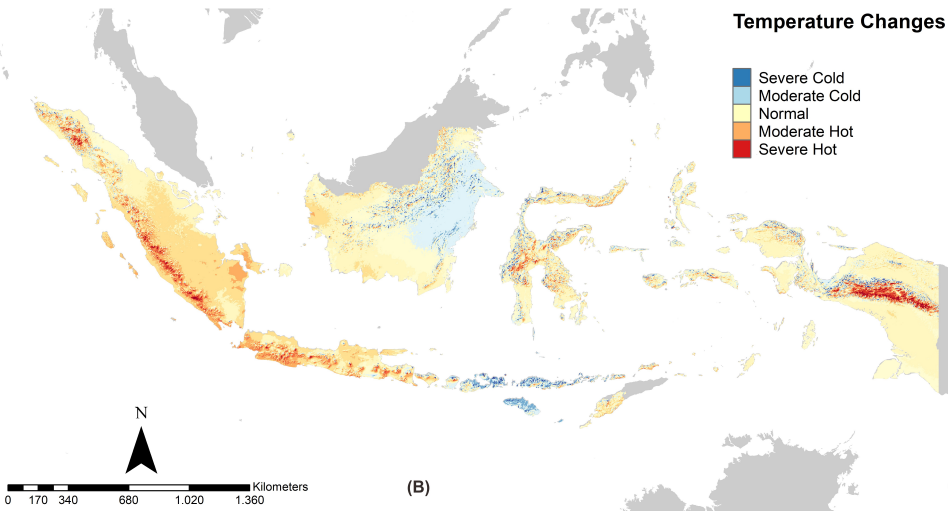 Temperature Changes
Severe Cold
Moderate Cold
Normal
Moderate Hot
Severe Hot
N
Kilometers
0 170 340 680 1.020 1.360
(B)